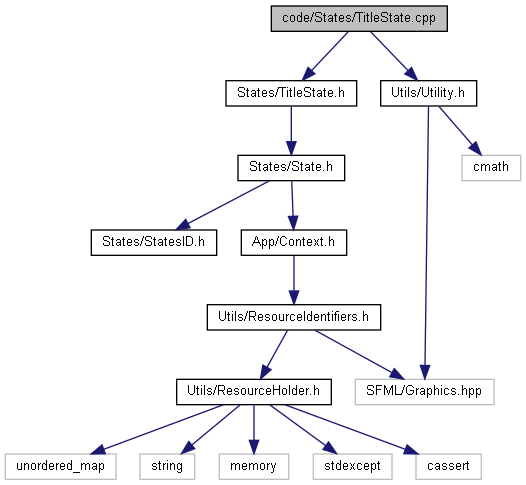 code/States/TitleState.cpp
States/TitleState.h
Utils/Utility.h
States/State.h
cmath
States/StatesID.h
App/Context.h
Utils/ResourceIdentifiers.h
Utils/ResourceHolder.h
SFML/Graphics.hpp
unordered_map
string
memory
stdexcept
cassert